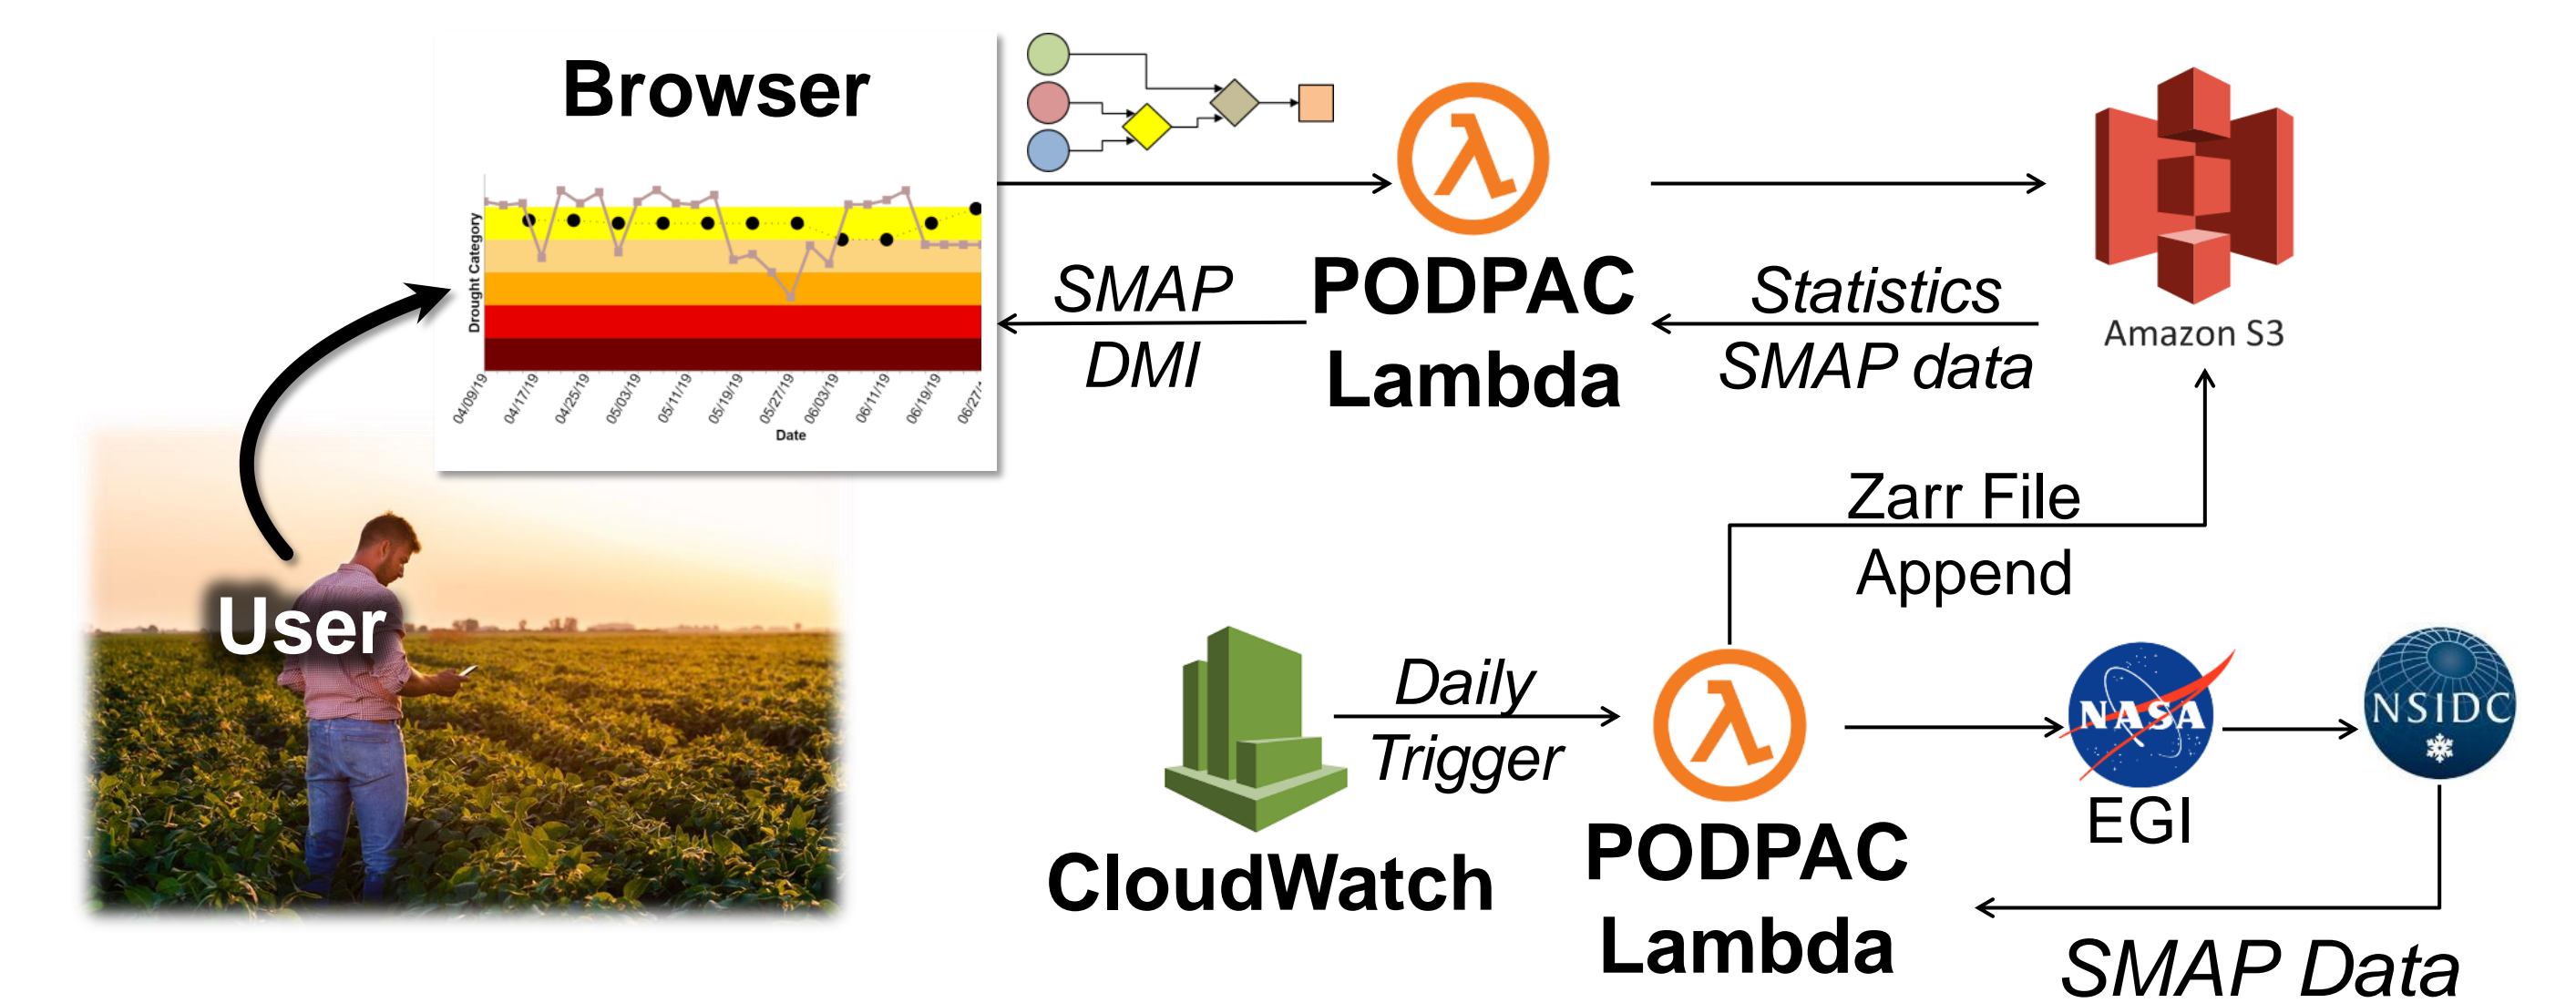 Browser
Drought Category
04/09/19
04/17/19
04/25/19
05/03/19
05/11/19
05/19/19
05/27/19
06/03/19
06/11/19
06/19/19
06/27/1
Date
User
SMAP
DMI
PODPAC
Lambda
Statistics
SMAP data
Amazon S3
Zarr File
Append
CloudWatch
Daily
Trigger
PODPAC
Lambda
NASA
EGI
NSIDC
SMAP Data